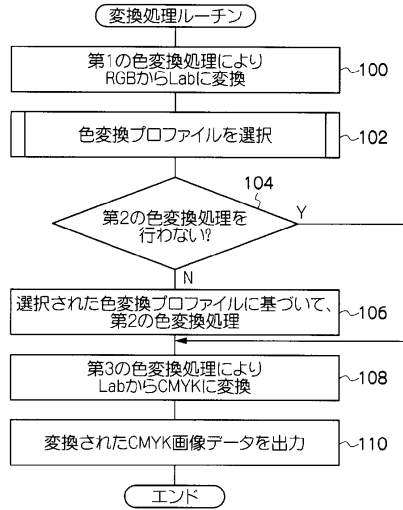 変換処理ルーチン
第1の色変換処理により
RGBからLabに変換
100
色変換プロファイルを選択
102
104
第2の色変換処理を
行わない?
Y
N
選択された色変換プロファイルに基づいて、
第2の色変換処理
106
第3の色変換処理により
LabからCMYKに変換
108
変換されたCMYK画像データを出力
110
エンド